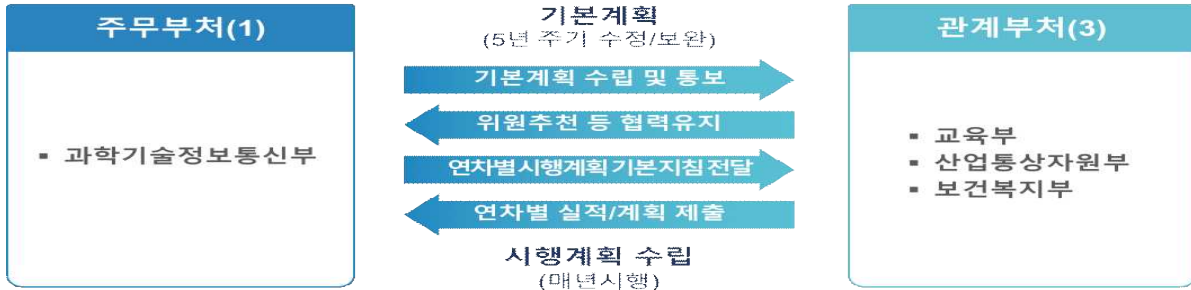 주무부처(1)
▪ 과학기술정보통신부
기본계획
(5년 주기 수정/보완)
기본계획 수립 및 통보
위원추천 등 협력유지
연차별시행계획기본지침전달
연차별 실적/계획 제출
시행계획 수립
(매년시행)
관계부처(3)
▪ 교육부
▪ 산업통상자원부
▪ 보건복지부